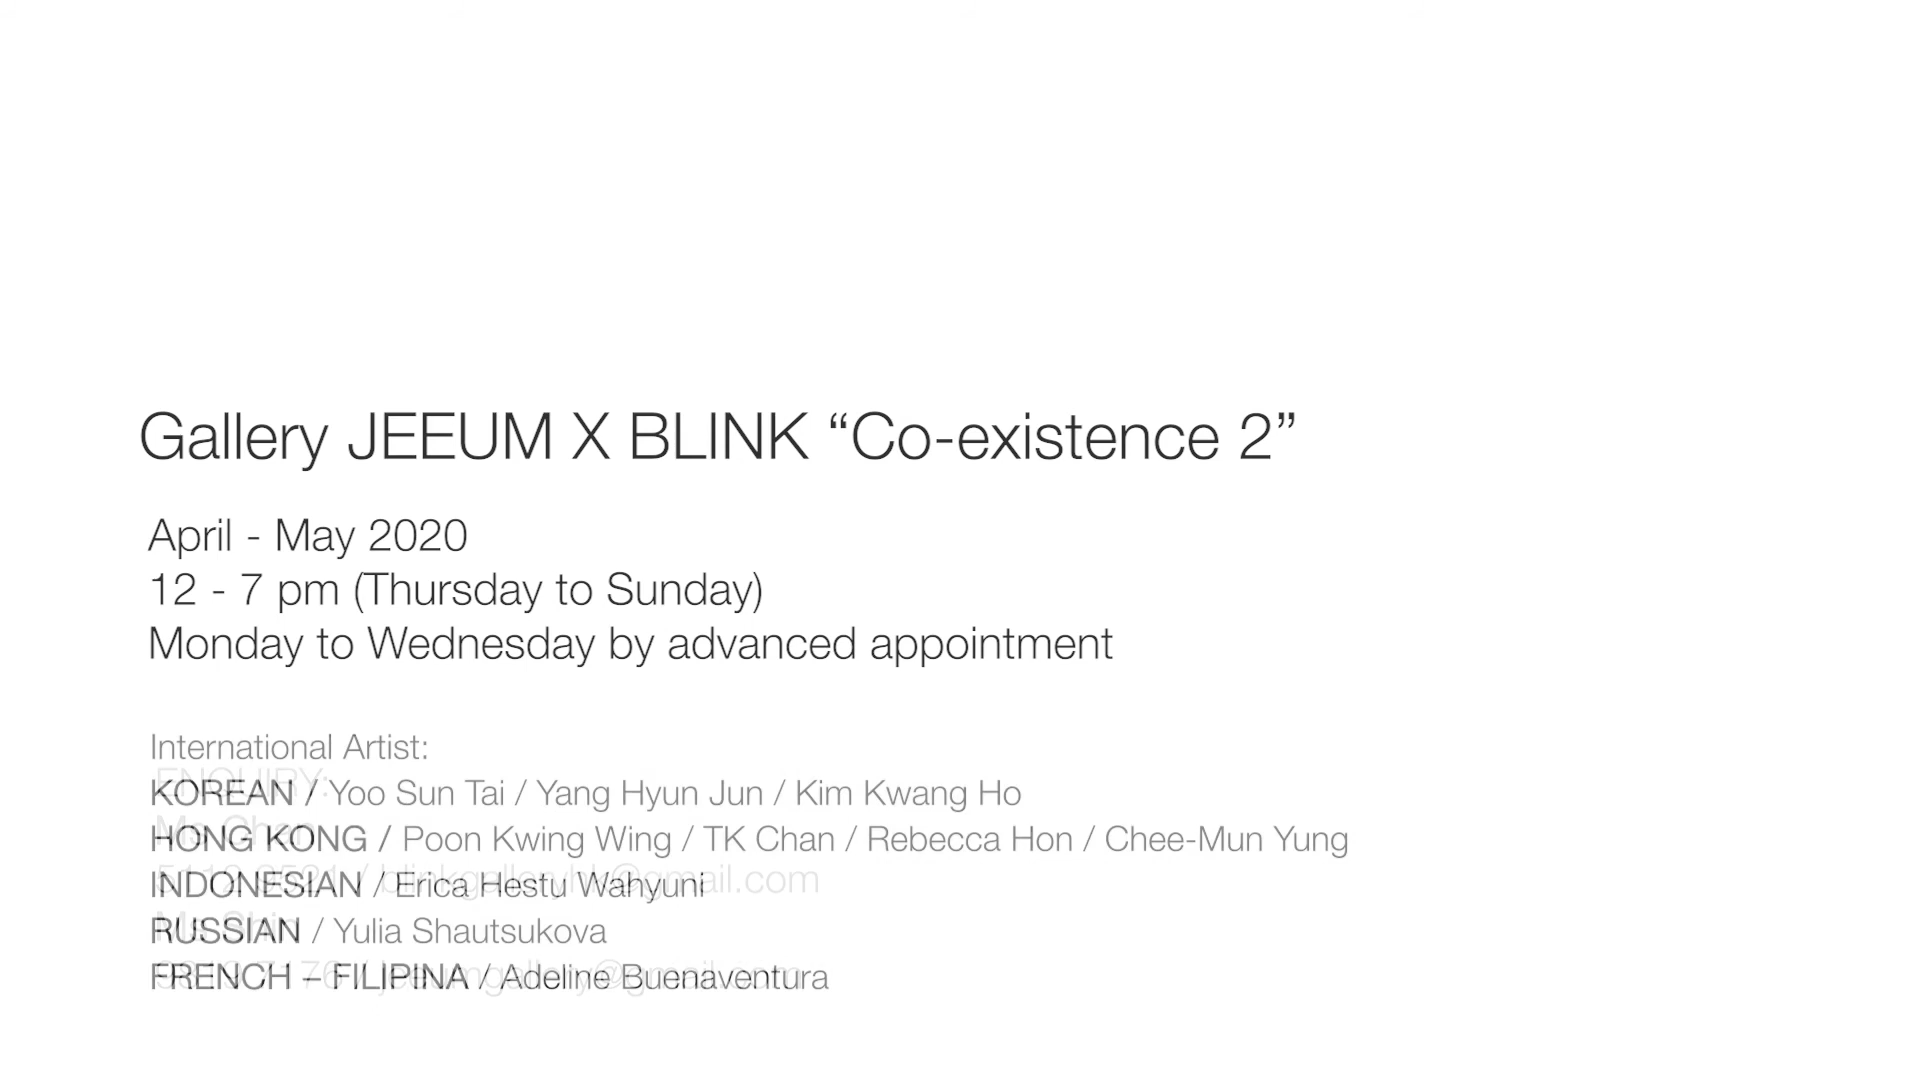 Gallery JEEUM X BLINK “Co-existence 2”
April - May 2020
12 - 7 pm (Thursday to Sunday)
Monday to Wednesday by advanced appointment
International Artist:
ENQUIRY:
KOREAN / Yoo Sun Tai / Yang Hyun Jun / Kim Kwang Ho
HONG KONG / Poon Kwing Wing / TK Chan / Rebecca Hon / Chee-Mun Yung
INDONESIAN / Erica Hestu Wahyuni
RUSSIAN / Yulia Shautsukova
FRENCH – FILIPINA / Adeline Buenaventura